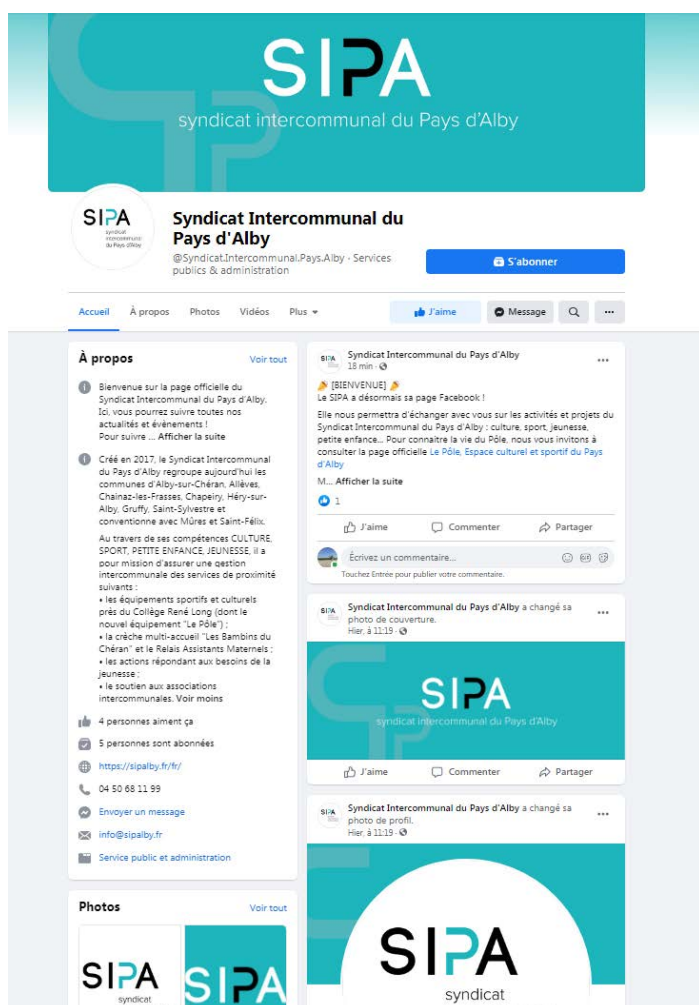 SIPA
syndicat intercommunal du Pays d'Alby
SIPA
syndicat
intercommunal
du Pays d'Alby
Syndicat Intercommunal du
Pays d'Alby
@Syndicat.Intercommunal.Pays.Alby · Services
publics & administration
S'abonner
Accueil
À propos
Photos
Vidéos
Plus
J'aime
Message
À propos
Voir tout
Bienvenue sur la page officielle du
Syndicat Intercommunal du Pays d'Alby.
Ici, vous pourrez suivre toutes nos
actualités et évènements !
Pour suivre ... Afficher la suite
Créé en 2017, le Syndicat Intercommunal
du Pays d'Alby regroupe aujourd'hui les
communes d'Alby-sur-Chéran, Allèves,
Chainaz-les-Frasses, Chapeiry, Héry-sur-
Alby, Gruffy, Saint-Sylvestre et
conventionne avec Mûres et Saint-Félix.
Au travers de ses compétences CULTURE,
SPORT, PETITE ENFANCE, JEUNESSE, il a
pour mission d'assurer une gestion
intercommunale des services de proximité
suivants :
• les équipements sportifs et culturels
près du Collège René Long (dont le
nouvel équipement "Le Pôle") ;
• la crèche multi-accueil "Les Bambins du
Chéran" et le Relais Assistants Maternels ;
• les actions répondant aux besoins de la
jeunesse ;
• le soutien aux associations
intercommunales. Voir moins
4 personnes aiment ça
5 personnes sont abonnées
https://sipalby.fr/fr/
04 50 68 11 99
Envoyer un message
info@sipalby.fr
Service public et administration
Photos
Voir tout
SIPA
syndicat
SIPA
SIPA
Syndicat Intercommunal du Pays d'Alby
18 min ·
[BIENVENUE]
Le SIPA a désormais sa page Facebook !
Elle nous permettra d'échanger avec vous sur les activités et projets du
Syndicat Intercommunal du Pays d'Alby : culture, sport, jeunesse,
petite enfance... Pour connaitre la vie du Pôle, nous vous invitons à
consulter la page officielle Le Pôle, Espace culturel et sportif du Pays
d'Alby
M... Afficher la suite
1
J'aime
Commenter
Partager
Écrivez un commentaire...
GIF
Touchez Entrée pour publier votre commentaire.
SIPA
Syndicat Intercommunal du Pays d'Alby a changé sa
photo de couverture.
Hier, à 11:19 ·
SIPA
syndicat intercommunal du Pays d'Alby
J'aime
Commenter
Partager
SIPA
Syndicat Intercommunal du Pays d'Alby a changé sa
photo de profil.
Hier, à 11:19 ·
SIPA
syndicat